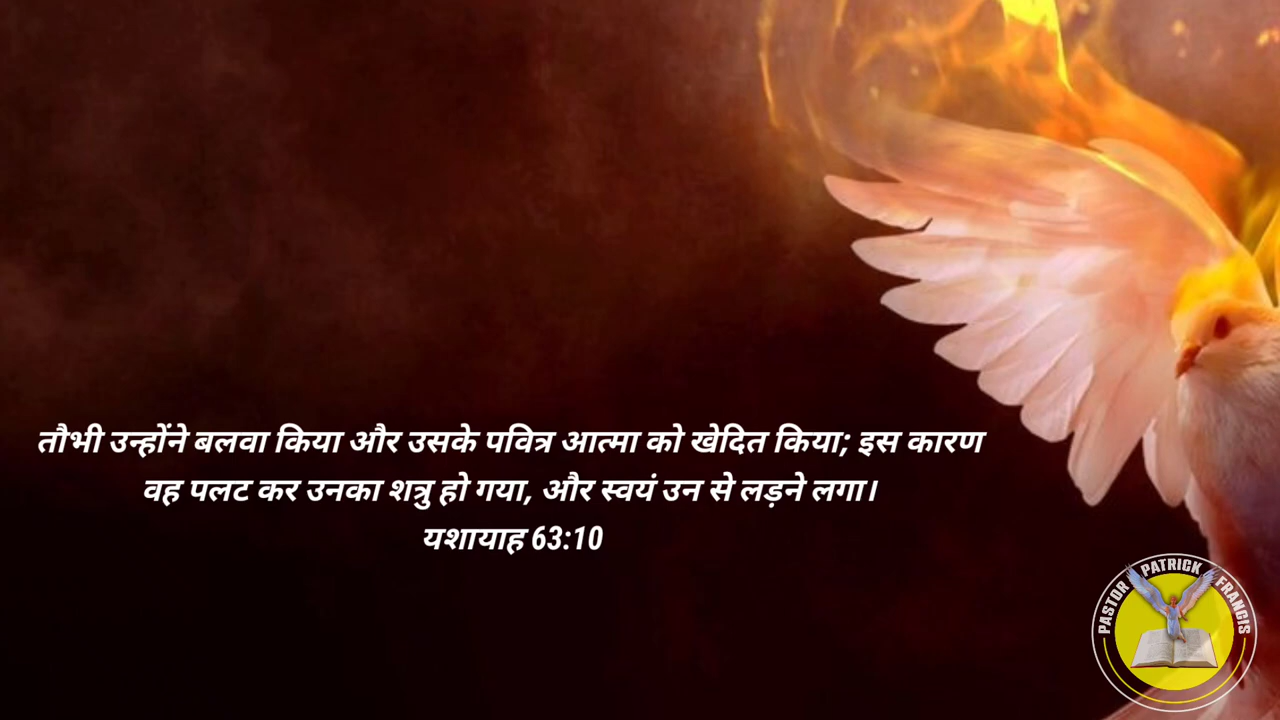 तौभी उन्होंने बलवा किया और उसके पवित्र आत्मा को खेदित किया; इस कारण
वह पलट कर उनका शत्रु हो गया, और स्वयं उन से लड़ने लगा।
यशायाह 63:10
PASTOR PATRICK FRANCIS